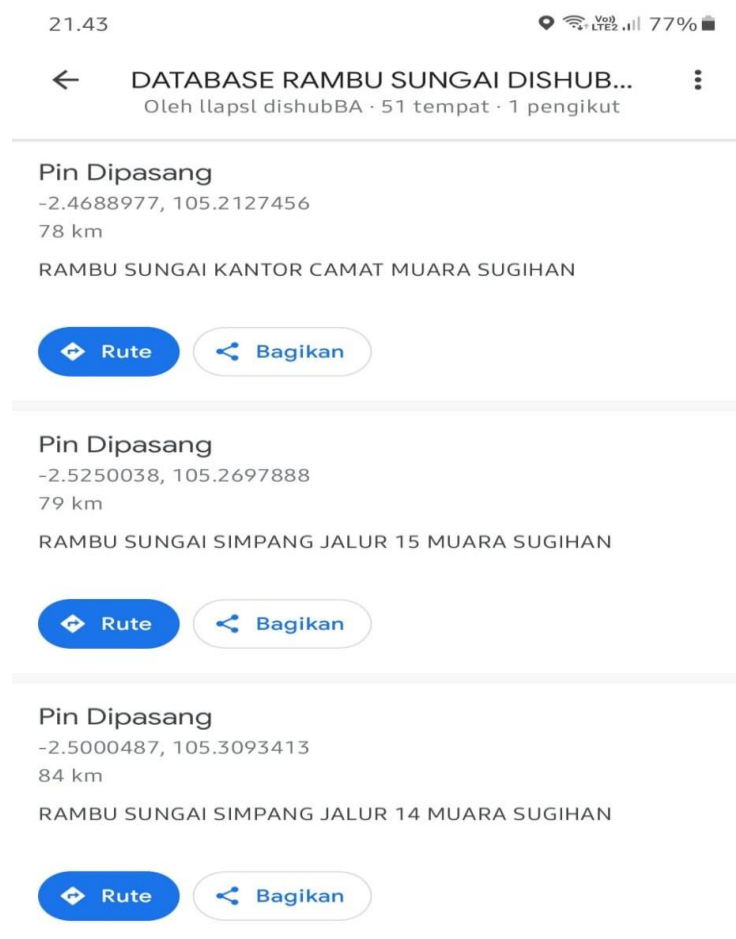 21.43
Vo)) LTE2 77%
DATABASE RAMBU SUNGAI DISHUB...
Oleh llapsl dishubBA · 51 tempat · 1 pengikut
Pin Dipasang
-2.4688977, 105.2127456
78 km
RAMBU SUNGAI KANTOR CAMAT MUARA SUGIHAN
Rute Bagikan
Pin Dipasang
-2.5250038, 105.2697888
79 km
RAMBU SUNGAI SIMPANG JALUR 15 MUARA SUGIHAN
Rute Bagikan
Pin Dipasang
-2.5000487, 105.3093413
84 km
RAMBU SUNGAI SIMPANG JALUR 14 MUARA SUGIHAN
Rute Bagikan